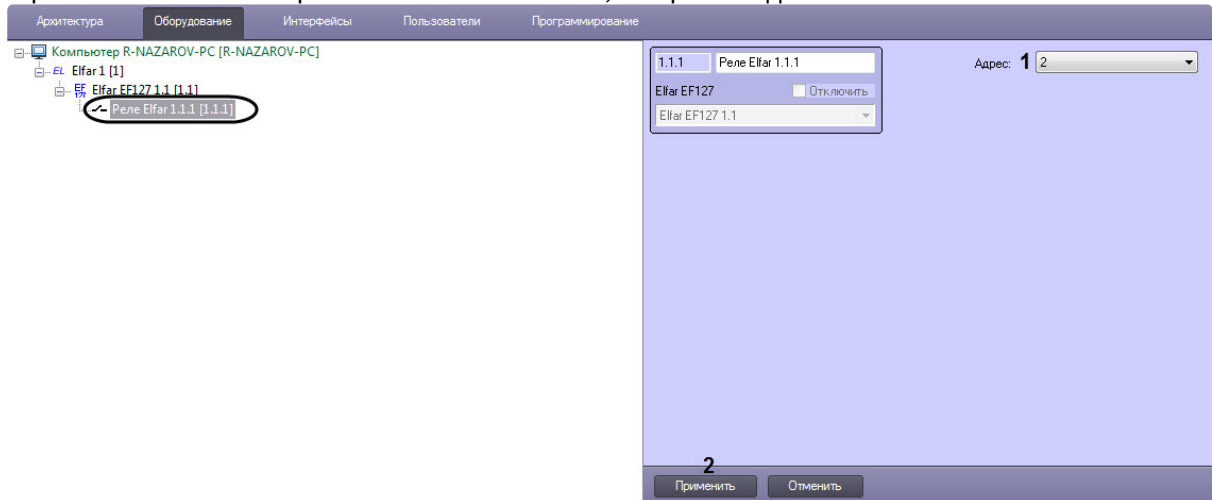 Архитектура Оборудование Интерфейсы Пользователи Программирование
Компьютер R-NAZAROV-PC [R-NAZAROV-PC]
EL Elfar 1 [1]
EF Elfar EF127 1.1 [1.1]
Реле Elfar 1.1.1 [1.1.1]
1.1.1 Реле Elfar 1.1.1
Elfar EF127 Отключить
Elfar EF127 1.1
Адрес: 1 2
2
Применить Отменить